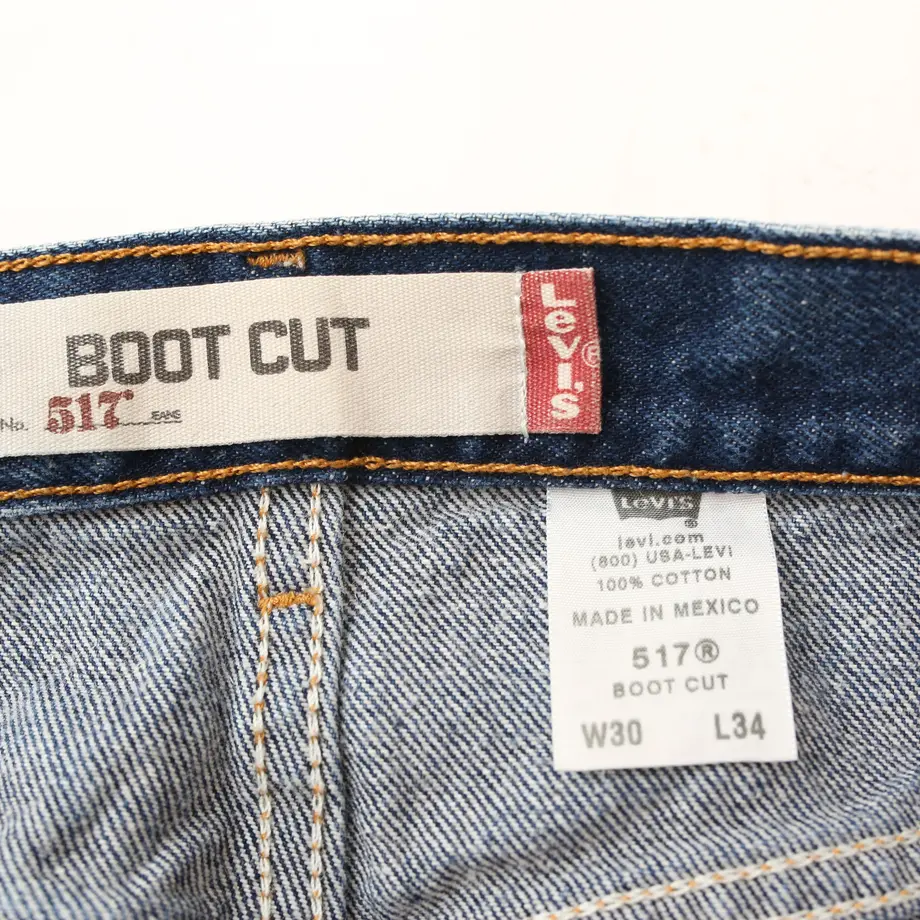 BOOT CUT
No. 517® JEANS
Levi's®
Levi's®
levi.com
(800) USA-LEVI
100% COTTON
MADE IN MEXICO
517®
BOOT CUT
W30 L34